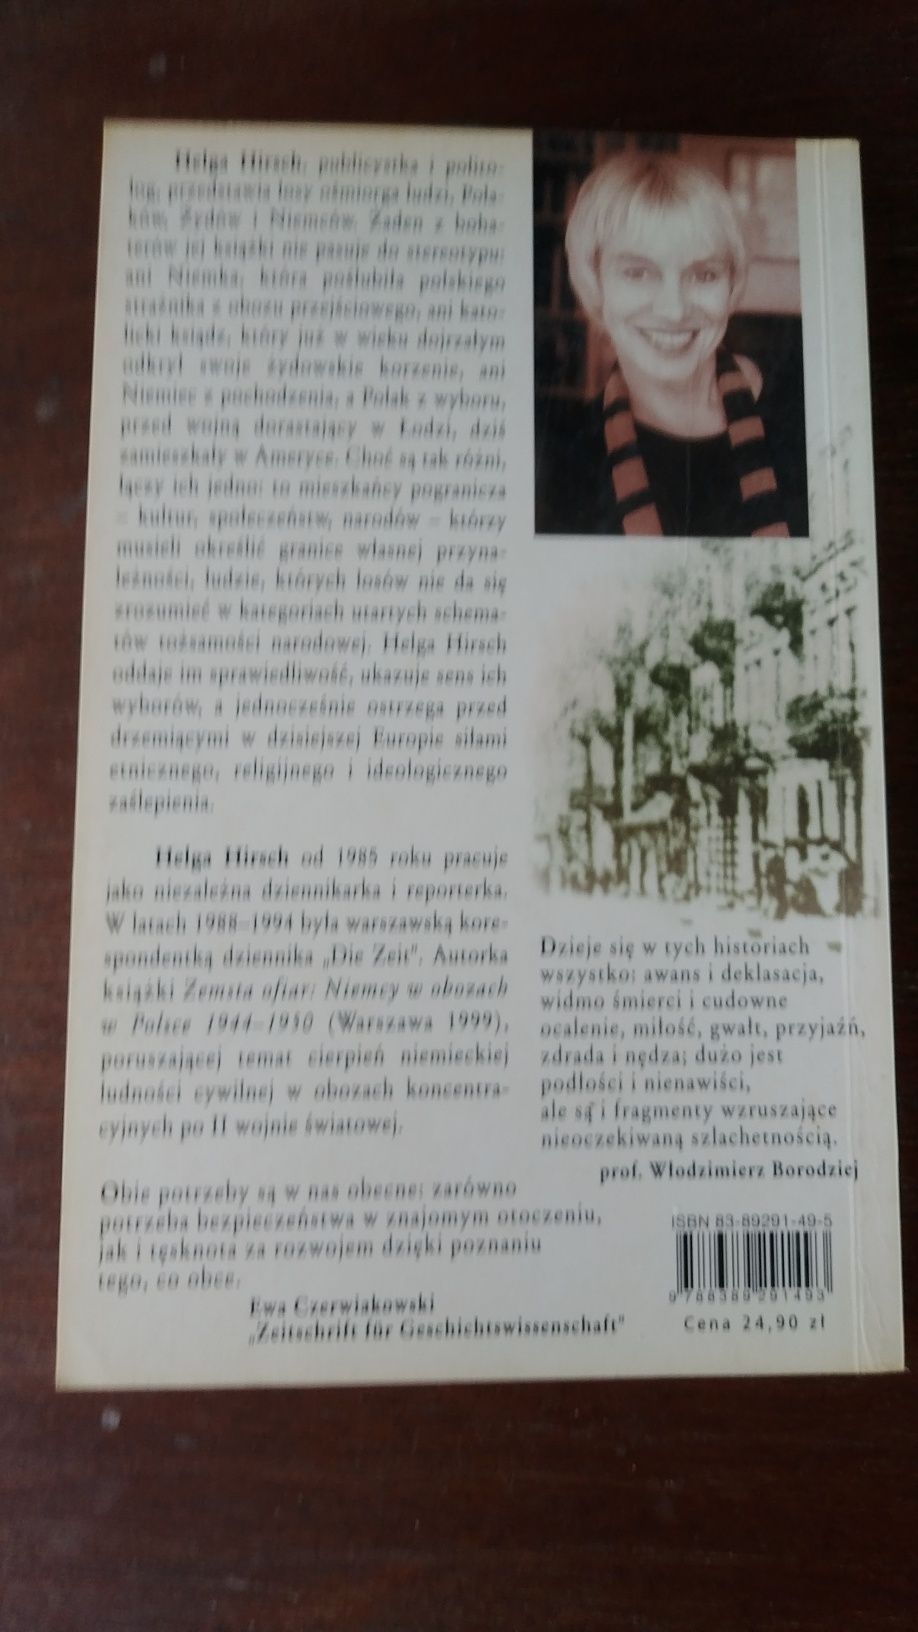 Helga Hirsch, publicystka i polito-
log, przedstawia losy ośmiorga ludzi, Pola-
ków, Żydów i Niemców. Żaden z boha-
terów jej książki nie pasuje do stereotypu:
ani Niemka, która poślubiła polskiego
strażnika z obozu przejściowego, ani kato-
licki ksiądz, który już w wieku dojrzałym
odkrył swoje żydowskie korzenie, ani
Niemiec z pochodzenia, a Polak z wyboru,
przed wojną dorastający w Łodzi, dziś
zamieszkały w Ameryce. Choć są tak różni,
łączy ich jedno: to mieszkańcy pogranicza
– kultur, społeczeństw, narodów – którzy
musieli określić granice własnej przyna-
leżności, ludzie, których losów nie da się
zrozumieć w kategoriach utartych schema-
tów tożsamości narodowej. Helga Hirsch
oddaje im sprawiedliwość, ukazuje sens ich
wyborów, a jednocześnie ostrzega przed
drzemiącymi w dzisiejszej Europie siłami
etnicznego, religijnego i ideologicznego
zaślepienia.
Helga Hirsch od 1985 roku pracuje
jako niezależna dziennikarka i reporterka.
W latach 1988–1994 była warszawską kore-
spondentką dziennika „Die Zeit". Autorka
książki Zemsta ofiar: Niemcy w obozach
w Polsce 1944–1950 (Warszawa 1999),
poruszającej temat cierpień niemieckiej
ludności cywilnej w obozach koncentra-
cyjnych po II wojnie światowej.
Obie potrzeby są w nas obecne: zarówno
potrzeba bezpieczeństwa w znajomym otoczeniu,
jak i tęsknota za rozwojem dzięki poznaniu
tego, co obce.
Ewa Czerwiakowski
„Zeitschrift für Geschichtswissenschaft"
Dzieje się w tych historiach
wszystko: awans i deklasacja,
widmo śmierci i cudowne
ocalenie, miłość, gwałt, przyjaźń,
zdrada i nędza; dużo jest
podłości i nienawiści,
ale są i fragmenty wzruszające
nieoczekiwaną szlachetnością.
prof. Włodzimierz Borodziej
ISBN 83-89291-49-5
9 788389 291493
Cena 24,90 zł